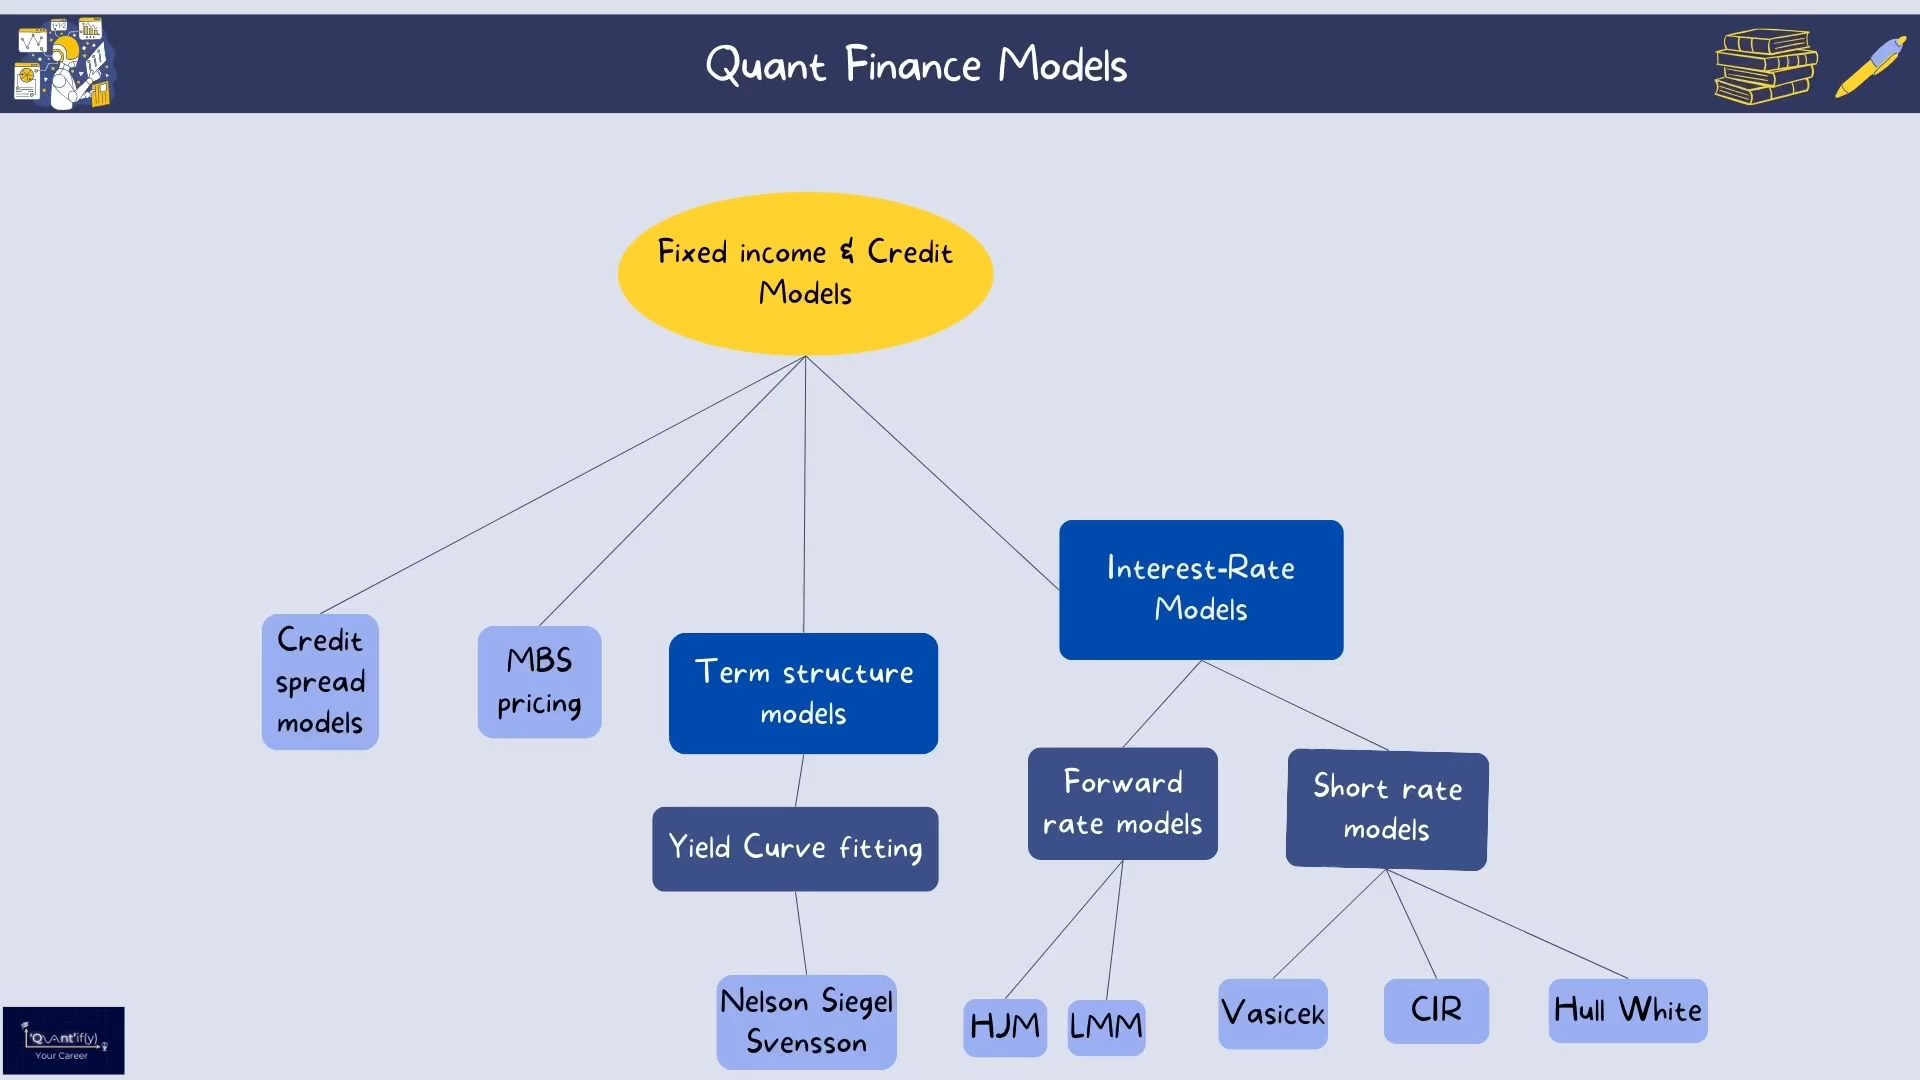 Quant Finance Models
Fixed income & Credit
Models
Interest-Rate
Models
Credit
spread
models
MBS
pricing
Term structure
models
Forward
rate models
Short rate
models
Yield Curve fitting
Nelson Siegel
Svensson
HJM
LMM
Vasicek
CIR
Hull White
Quant'if(y)
Your Career